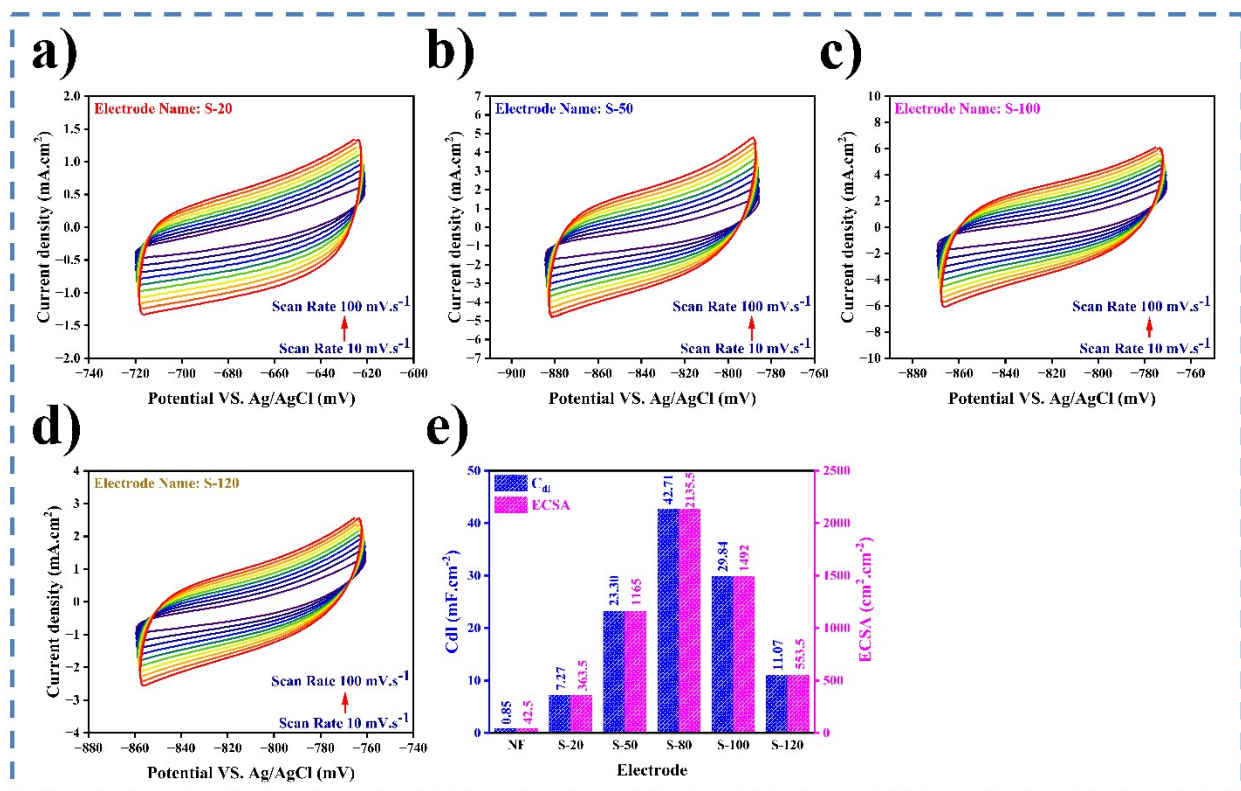 a)
Electrode Name: S-20
2.0
1.5
1.0
0.5
0.0
−0.5
−1.0
−1.5
−2.0
Current density (mA.cm²)
Scan Rate 100 mV.s⁻¹
Scan Rate 10 mV.s⁻¹
−740 −720 −700 −680 −660 −640 −620 −600
Potential VS. Ag/AgCl (mV)
b)
Electrode Name: S-50
7
6
5
4
3
2
1
0
−1
−2
−3
−4
−5
−6
−7
Current density (mA.cm²)
Scan Rate 100 mV.s⁻¹
Scan Rate 10 mV.s⁻¹
−900 −880 −860 −840 −820 −800 −780 −760
Potential VS. Ag/AgCl (mV)
c)
Electrode Name: S-100
10
8
6
4
2
0
−2
−4
−6
−8
−10
Current density (mA.cm²)
Scan Rate 100 mV.s⁻¹
Scan Rate 10 mV.s⁻¹
−880 −860 −840 −820 −800 −780 −760
Potential VS. Ag/AgCl (mV)
d)
Electrode Name: S-120
4
3
2
1
0
−1
−2
−3
−4
Current density (mA.cm²)
Scan Rate 100 mV.s⁻¹
Scan Rate 10 mV.s⁻¹
−880 −860 −840 −820 −800 −780 −760 −740
Potential VS. Ag/AgCl (mV)
e)
Cdl
ECSA
50
40
30
20
10
0
Cdl (mF.cm⁻²)
0.85 42.5
7.27 363.5
23.30 1165
42.71 2135.5
29.84 1492
11.07 553.5
2500
2000
1500
1000
500
0
ECSA (cm².cm⁻²)
NF S-20 S-50 S-80 S-100 S-120
Electrode